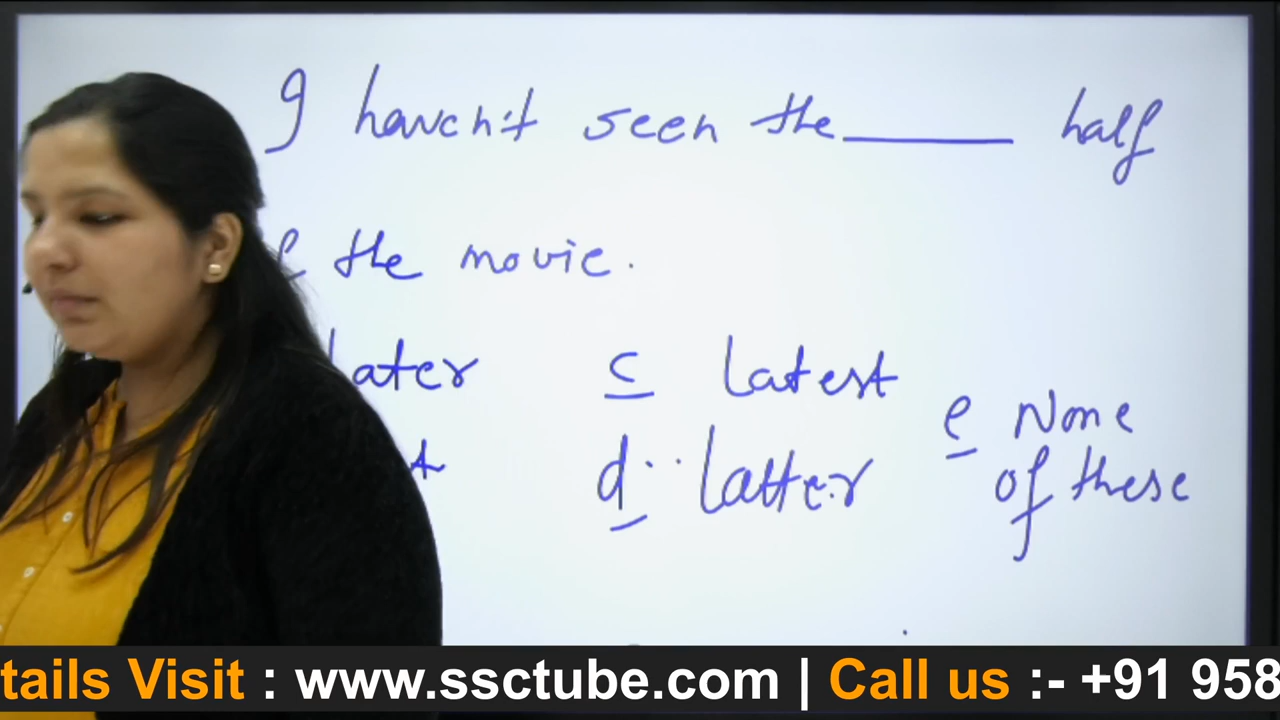 I haven't seen the ______ half
the movie.
later c latest
e None
d latter of these
tails Visit : www.ssctube.com | Call us :- +91 958